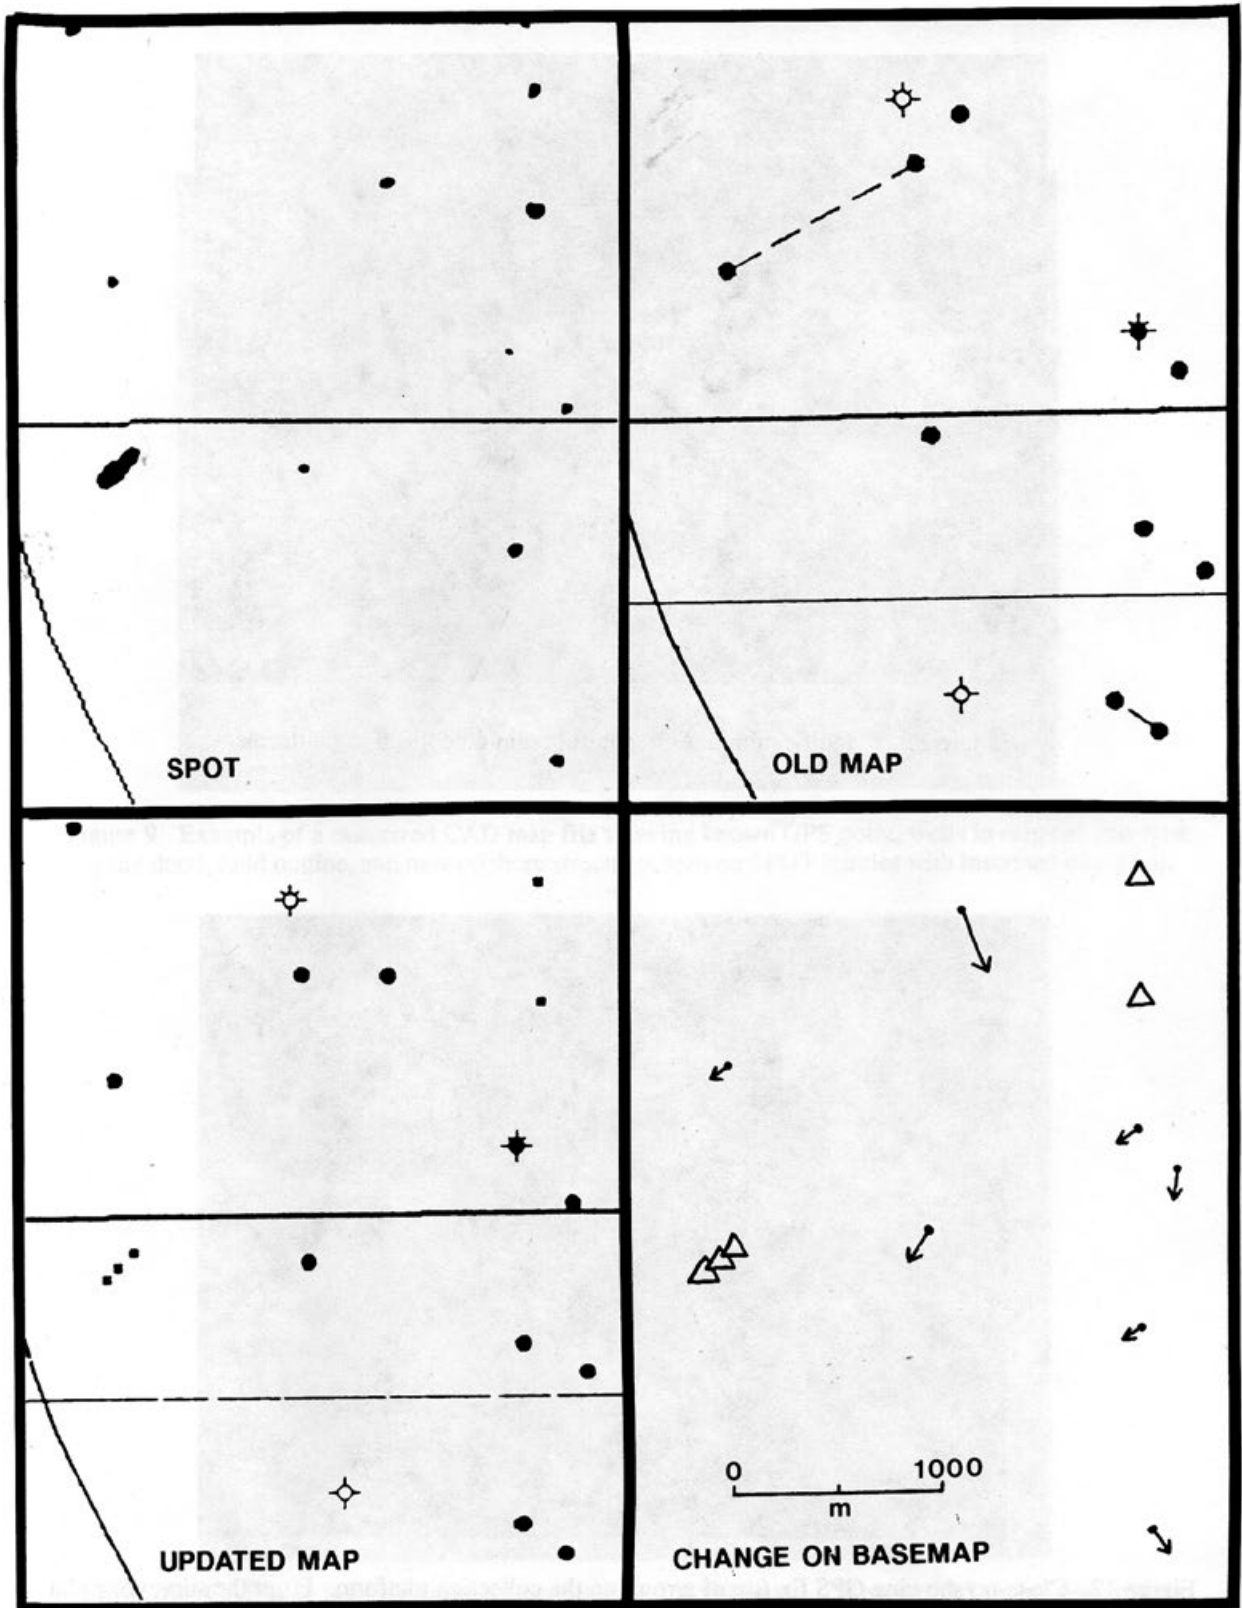 SPOT
OLD MAP
0 1000
m
UPDATED MAP
CHANGE ON BASEMAP